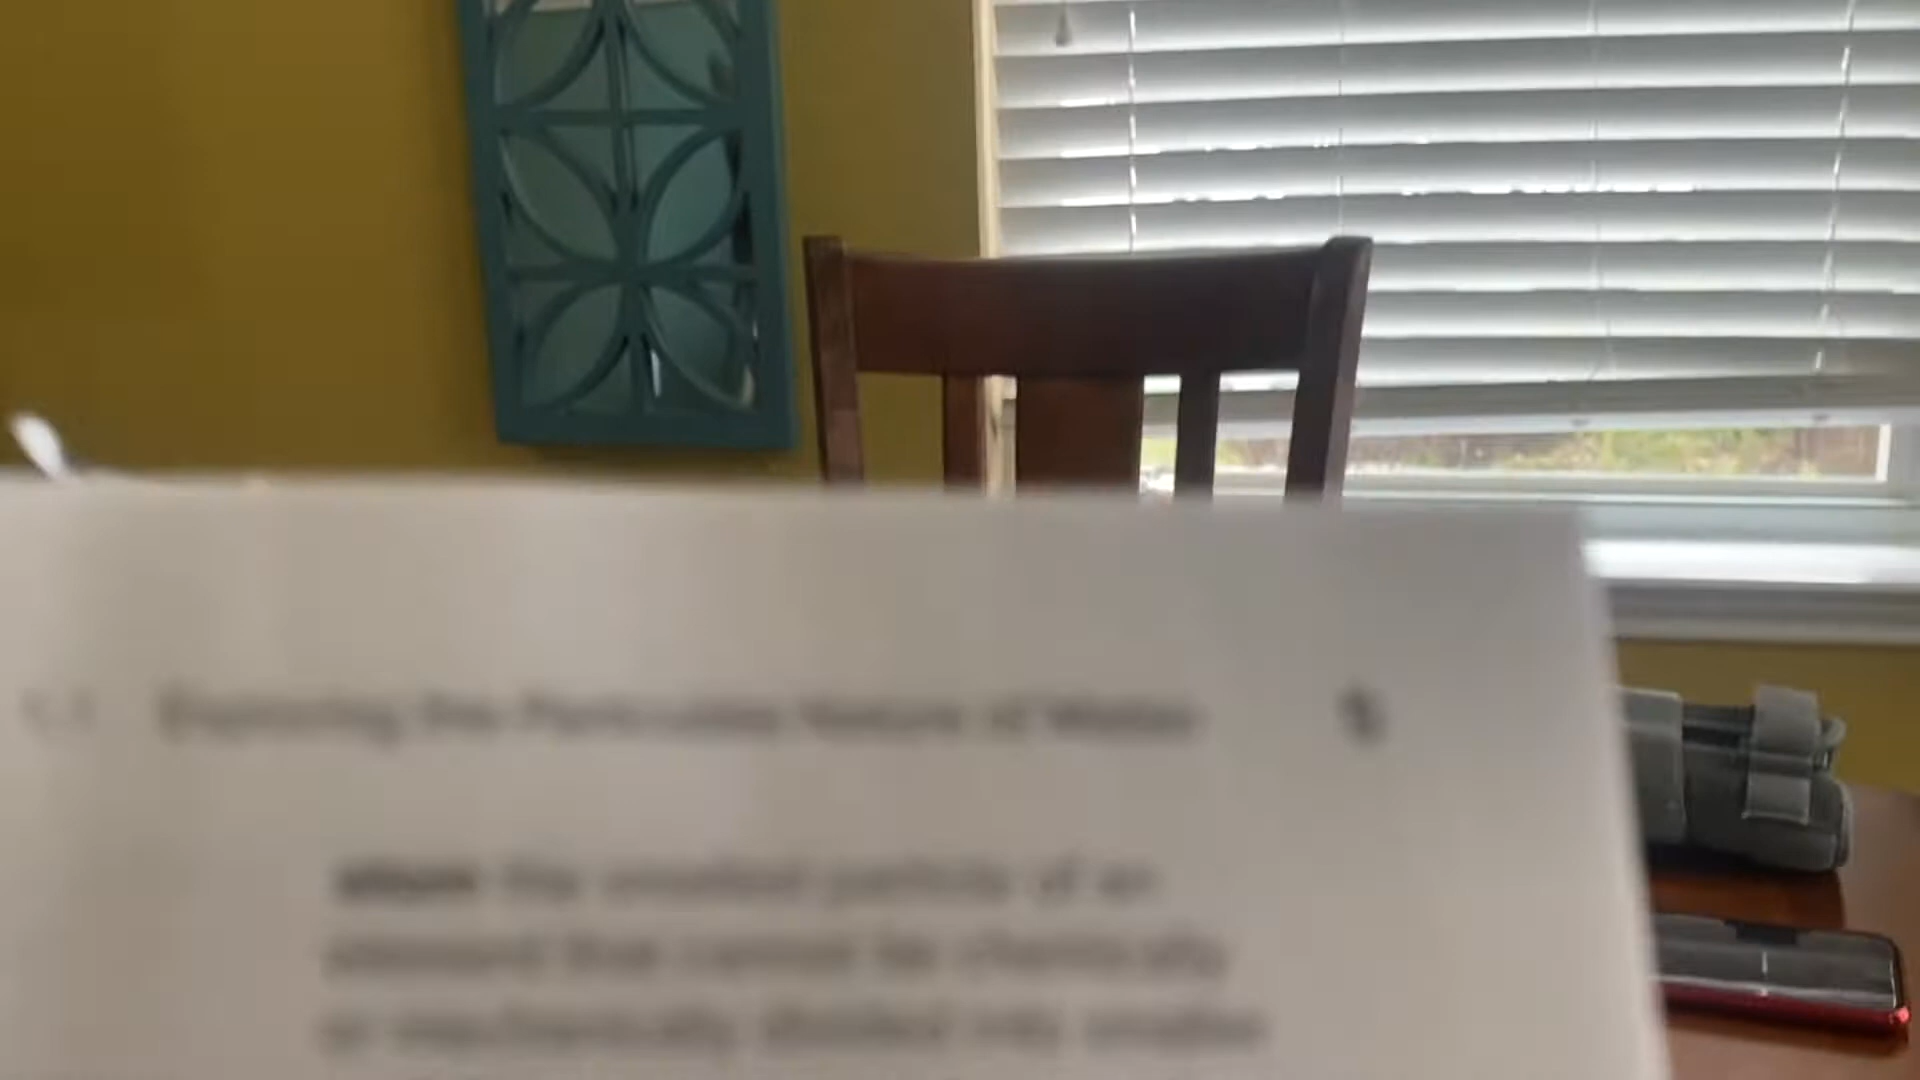 Exploring the Particulate Nature of Matter
atom the smallest particle of an
element that cannot be chemically
or mechanically divided into smaller